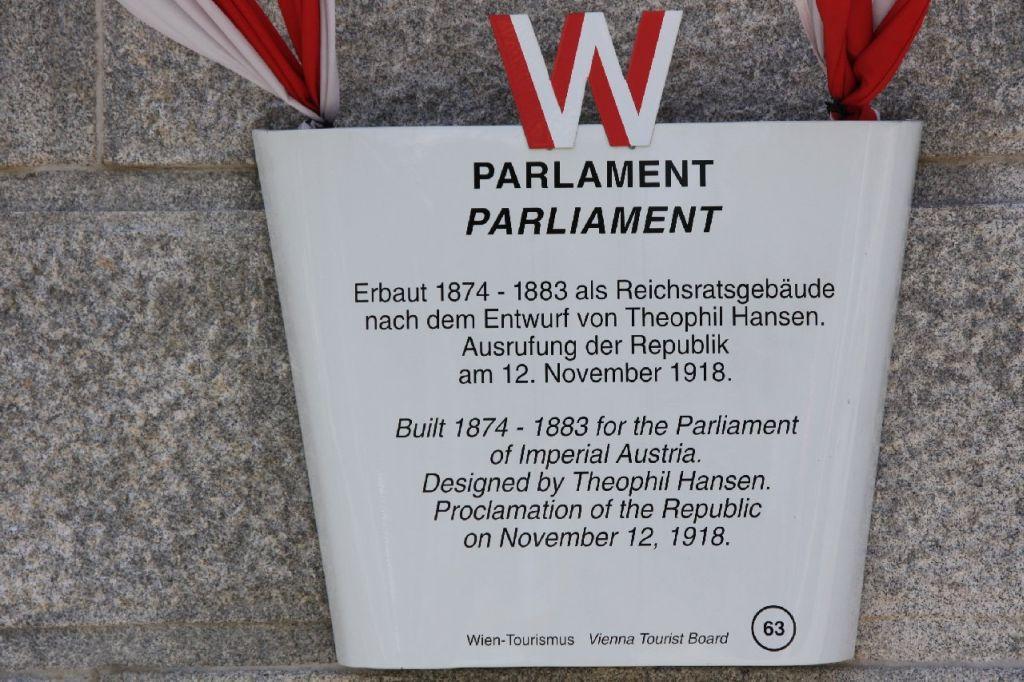 W
PARLAMENT
PARLIAMENT
Erbaut 1874 - 1883 als Reichsratsgebäude
nach dem Entwurf von Theophil Hansen.
Ausrufung der Republik
am 12. November 1918.
Built 1874 - 1883 for the Parliament
of Imperial Austria.
Designed by Theophil Hansen.
Proclamation of the Republic
on November 12, 1918.
Wien-Tourismus Vienna Tourist Board 63